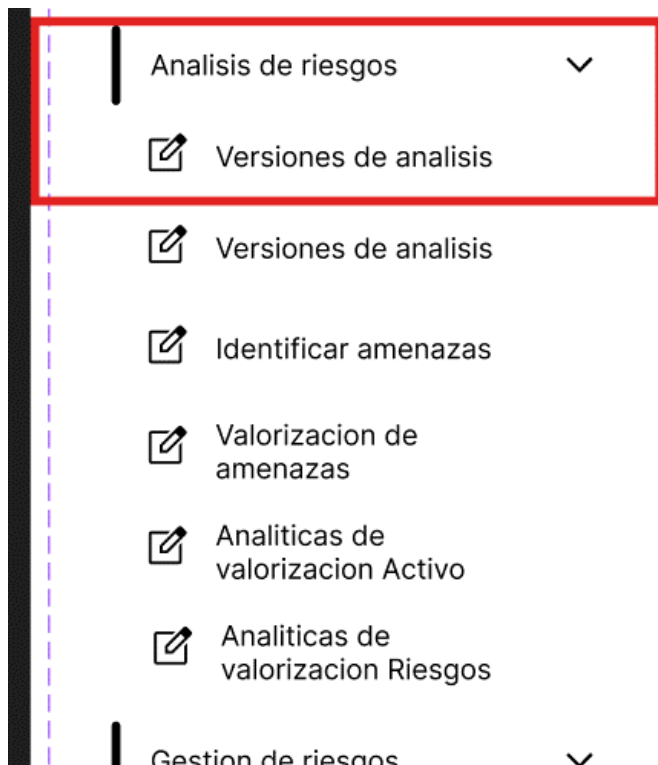 Analisis de riesgos
Versiones de analisis
Versiones de analisis
Identificar amenazas
Valorizacion de
amenazas
Analiticas de
valorizacion Activo
Analiticas de
valorizacion Riesgos
Gestion de riesgos